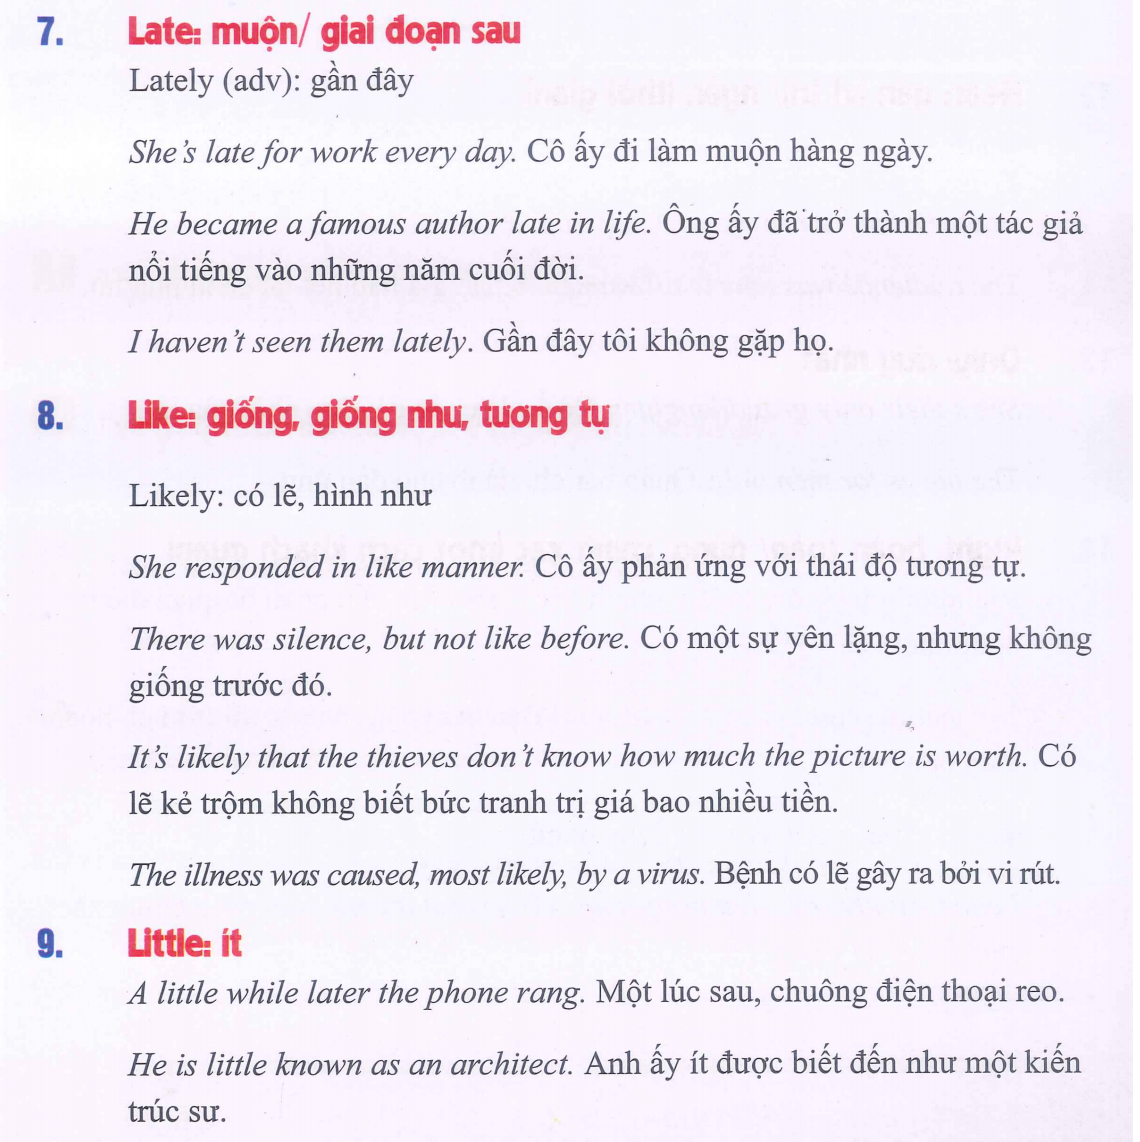 7. Late: muộn/ giai đoạn sau
Lately (adv): gần đây
She's late for work every day. Cô ấy đi làm muộn hàng ngày.
He became a famous author late in life. Ông ấy đã trở thành một tác giả
nổi tiếng vào những năm cuối đời.
I haven't seen them lately. Gần đây tôi không gặp họ.
8. Like: giống, giống như, tương tự
Likely: có lẽ, hình như
She responded in like manner. Cô ấy phản ứng với thái độ tương tự.
There was silence, but not like before. Có một sự yên lặng, nhưng không
giống trước đó.
It's likely that the thieves don't know how much the picture is worth. Có
lẽ kẻ trộm không biết bức tranh trị giá bao nhiều tiền.
The illness was caused, most likely, by a virus. Bệnh có lẽ gây ra bởi vi rút.
9. Little: ít
A little while later the phone rang. Một lúc sau, chuông điện thoại reo.
He is little known as an architect. Anh ấy ít được biết đến như một kiến
trúc sư.